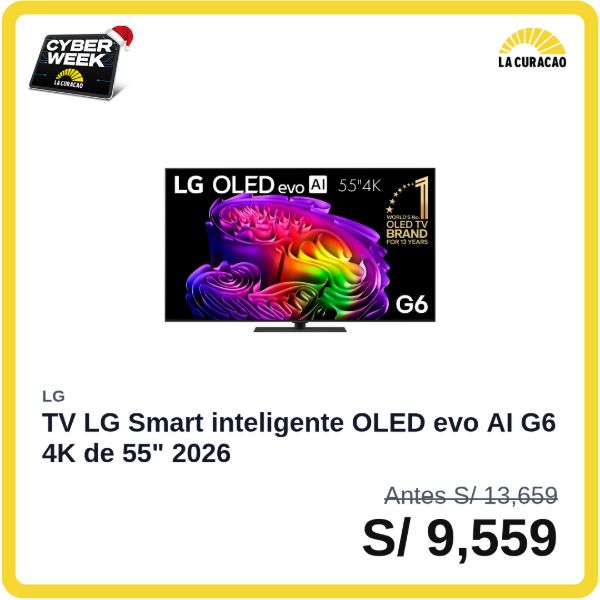 CYBER
WEEK
LA CURACAO
LA CURACAO
LG OLED evo AI 55"4K
1
WORLD'S No.
OLED TV
BRAND
FOR 13 YEARS
G6
LG
TV LG Smart inteligente OLED evo AI G6
4K de 55" 2026
Antes S/ 13,659
S/ 9,559